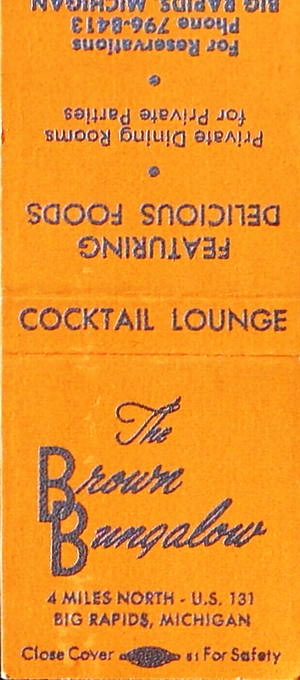 The
Brown
Bungalow
4 MILES NORTH - U.S. 131
BIG RAPIDS, MICHIGAN
Close Cover For Safety
COCKTAIL LOUNGE
FEATURING
DELICIOUS FOODS
•
Private Dining Rooms
for Private Parties
•
For Reservations
Phone 796-8413
BIG RAPIDS, MICHIGAN